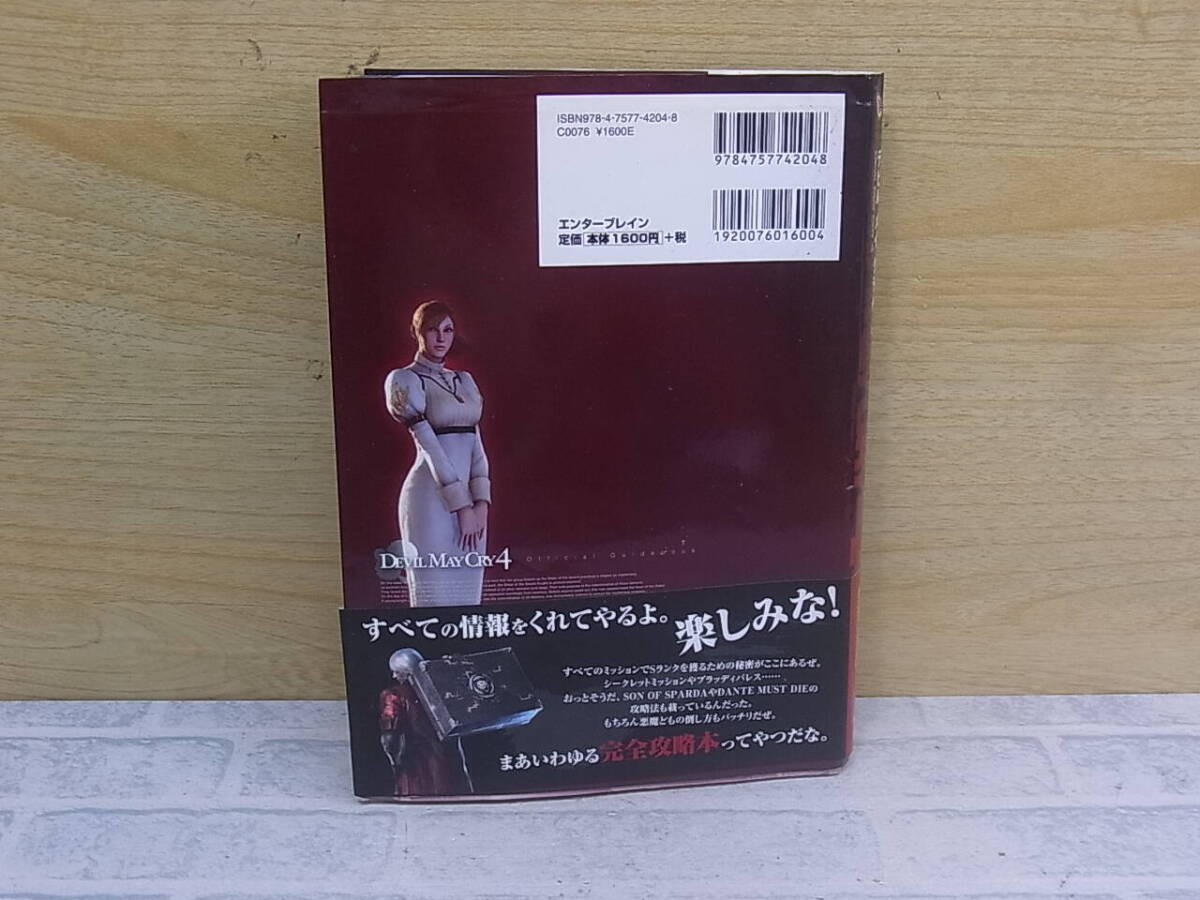 ISBN978-4-7577-4204-8
C0076 ¥1600E
9784757742048
1920076016004
エンターブレイン
定価 本体1600円 +税
DEVIL MAY CRY 4 Official Guidebook
すべての情報をくれてやるよ。楽しみな!
すべてのミッションでSランクを獲るための秘密がここにあるぜ。
シークレットミッションやブラッディパレス……
おっとそうだ、SON OF SPARDAやDANTE MUST DIEの
攻略法も載っているんだった。
もちろん悪魔どもの倒し方もバッチリだぜ。
まあいわゆる完全攻略本ってやつだな。